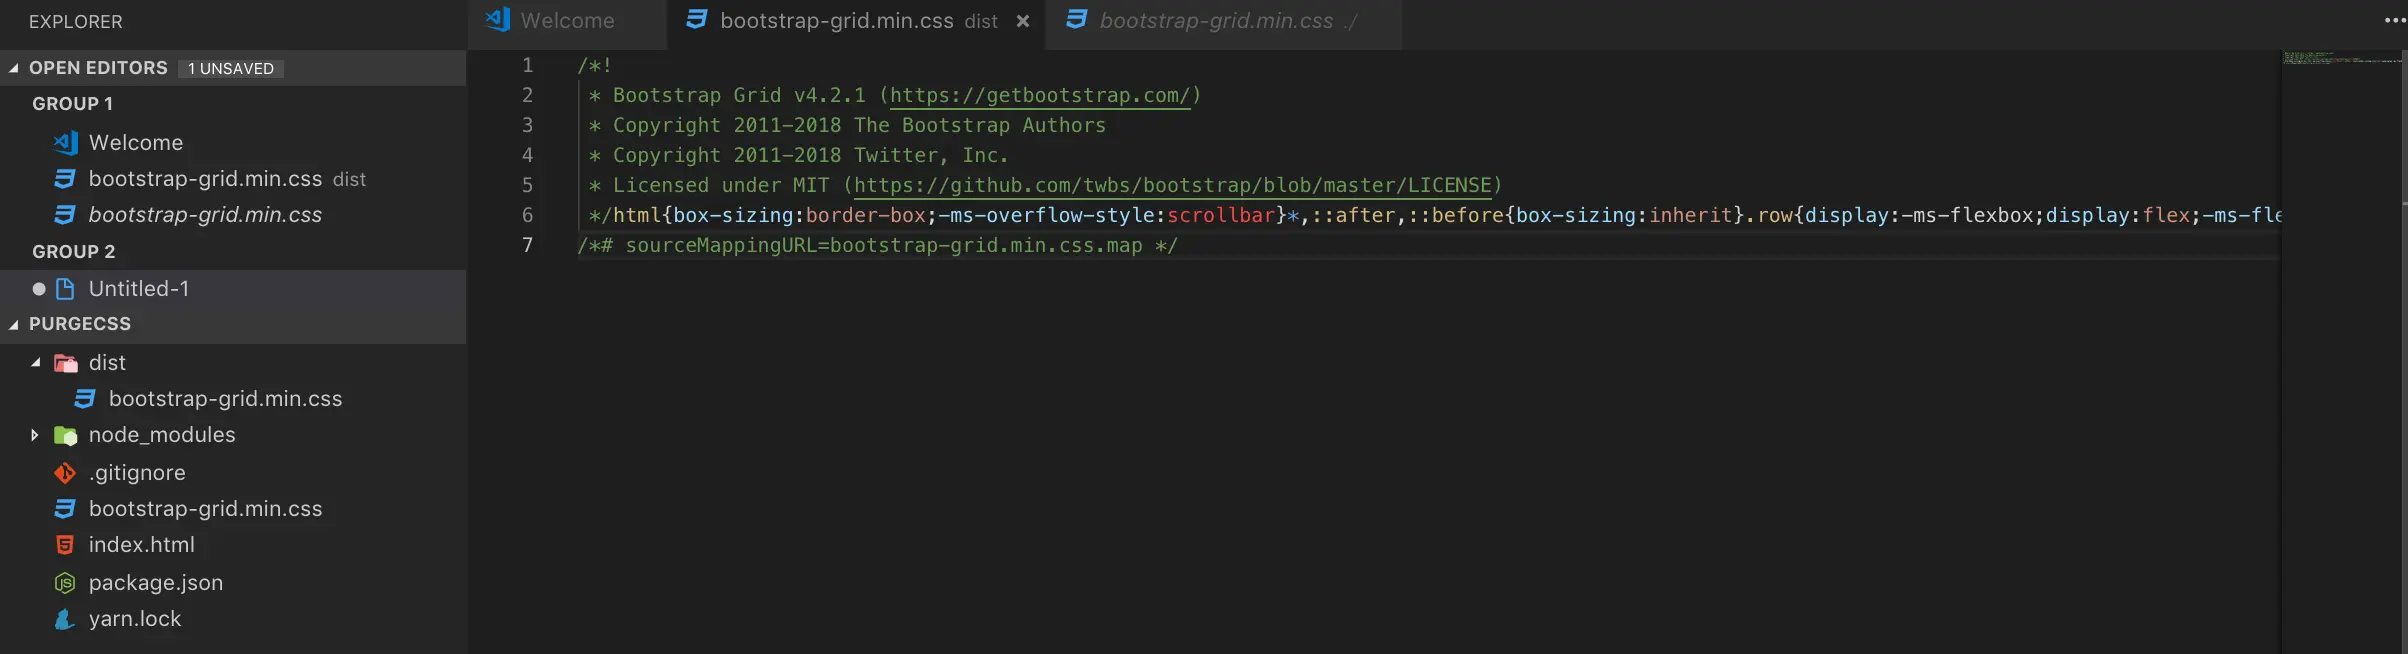 EXPLORER
OPEN EDITORS 1 UNSAVED
GROUP 1
Welcome
bootstrap-grid.min.css dist
bootstrap-grid.min.css
GROUP 2
Untitled-1
PURGECSS
dist
bootstrap-grid.min.css
node_modules
.gitignore
bootstrap-grid.min.css
index.html
package.json
yarn.lock
Welcome bootstrap-grid.min.css dist × bootstrap-grid.min.css ./ ...
1 /*!
2 * Bootstrap Grid v4.2.1 (https://getbootstrap.com/)
3 * Copyright 2011-2018 The Bootstrap Authors
4 * Copyright 2011-2018 Twitter, Inc.
5 * Licensed under MIT (https://github.com/twbs/bootstrap/blob/master/LICENSE)
6 */html{box-sizing:border-box;-ms-overflow-style:scrollbar}*,::after,::before{box-sizing:inherit}.row{display:-ms-flexbox;display:flex;-ms-fle
7 /*# sourceMappingURL=bootstrap-grid.min.css.map */